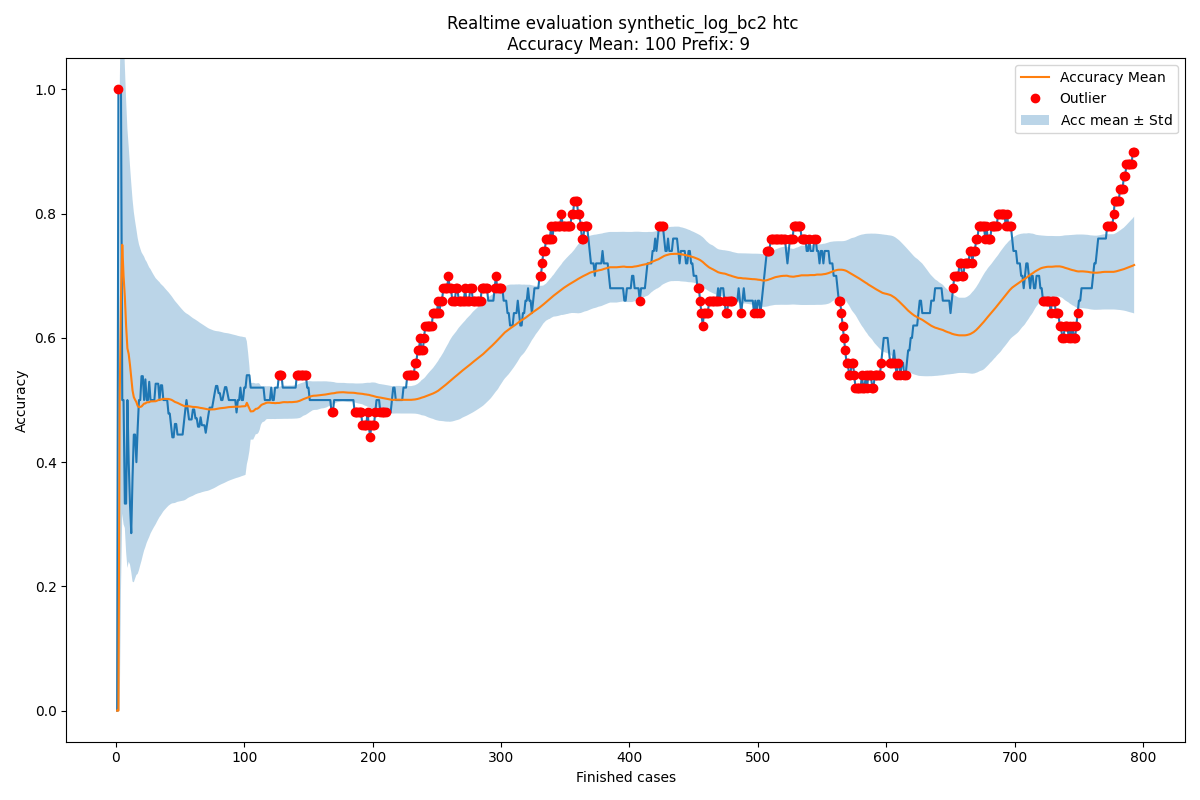 Realtime evaluation synthetic_log_bc2 htc
Accuracy Mean: 100 Prefix: 9
Accuracy Mean
Outlier
Acc mean ± Std
1.0
0.8
0.6
0.4
0.2
0.0
Accuracy
0 100 200 300 400 500 600 700 800
Finished cases